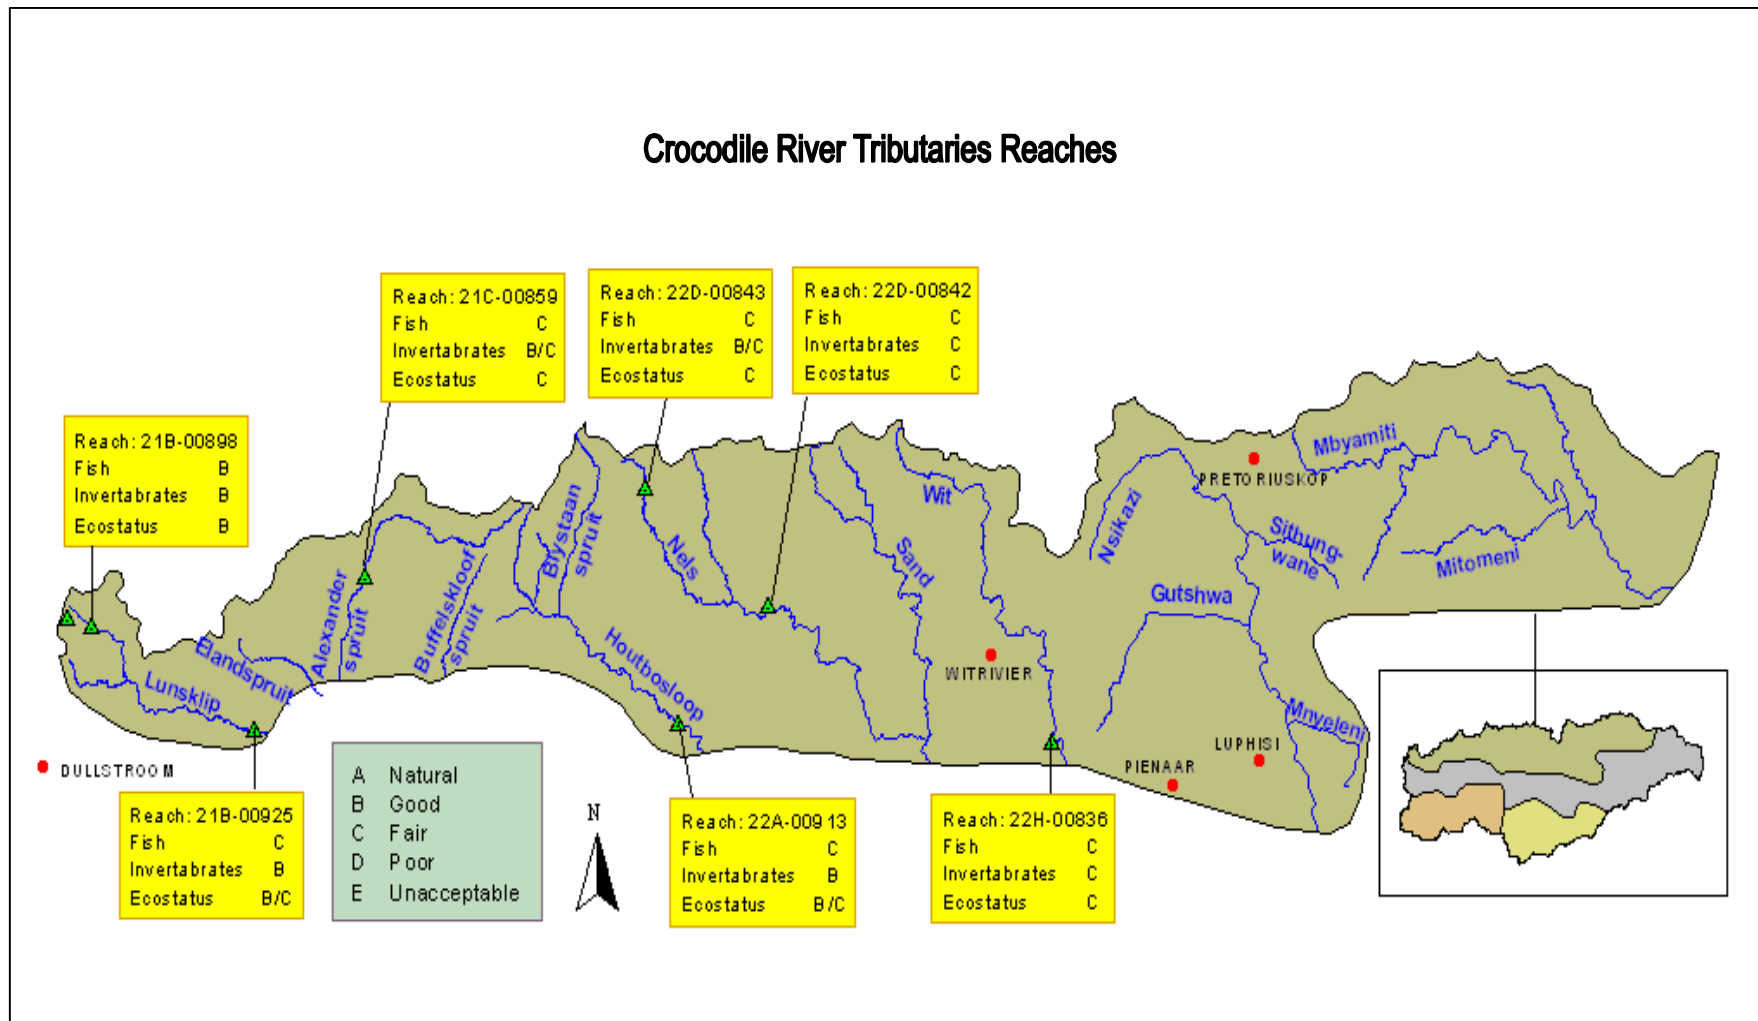 Crocodile River Tributaries Reaches
Reach: 21C-00859
Fish C
Invertabrates B/C
Ecostatus C
Reach: 22D-00843
Fish C
Invertabrates B/C
Ecostatus C
Reach: 22D-00842
Fish C
Invertabrates C
Ecostatus C
Reach: 21B-00898
Fish B
Invertabrates B
Ecostatus B
Mbyamiti
PRETORIUSKOP
Wit
Nsikazi
Brystaan
spruit
Nels
Sand
Sithung-
wane
Mitomeni
Gutshwa
Alexander
spruit
Buffelskloof
spruit
Elandspruit
Lunsklip
Houtbosloop
WITRIVIER
Mnyeleni
LUPHISI
PIENAAR
DULLSTROOM
A Natural
B Good
C Fair
D Poor
E Unacceptable
N
Reach: 21B-00925
Fish C
Invertabrates B
Ecostatus B/C
Reach: 22A-00913
Fish C
Invertabrates B
Ecostatus B/C
Reach: 22H-00836
Fish C
Invertabrates C
Ecostatus C